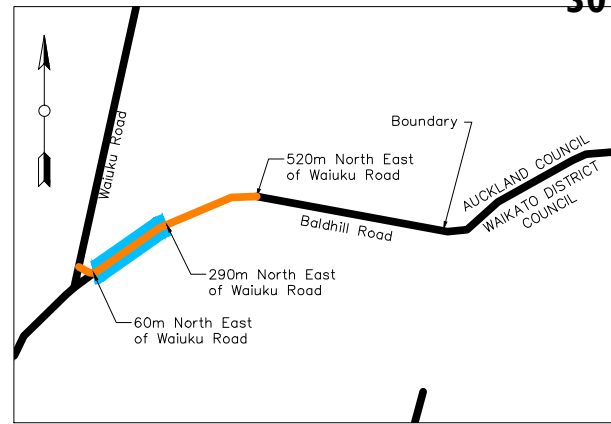 30
Waiuku Road
Boundary
AUCKLAND COUNCIL
WAIKATO DISTRICT
COUNCIL
520m North East
of Waiuku Road
Baldhill Road
290m North East
of Waiuku Road
60m North East
of Waiuku Road